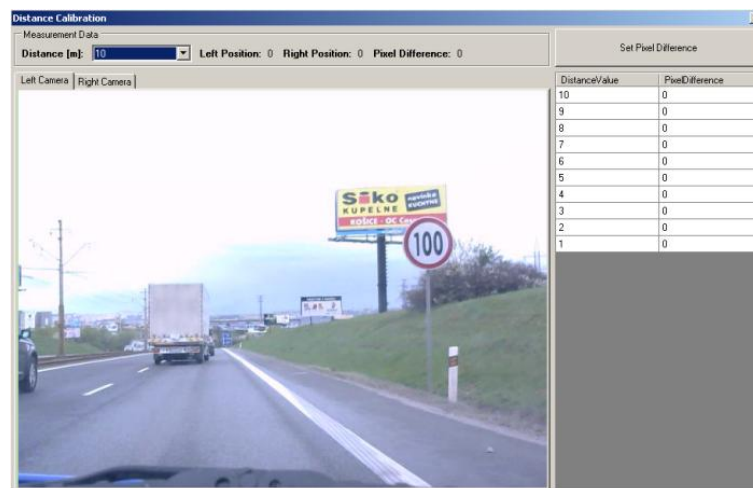 Distance Calibration
Measurement Data
Distance [m]: 10 Left Position: 0 Right Position: 0 Pixel Difference: 0
Set Pixel Difference
Left Camera Right Camera
DistanceValue PixelDifference
10 0
9 0
8 0
7 0
6 0
5 0
4 0
3 0
2 0
1 0
Siko
KUPELNE
novinka
KUCHYNE
KOŠICE - OC
100